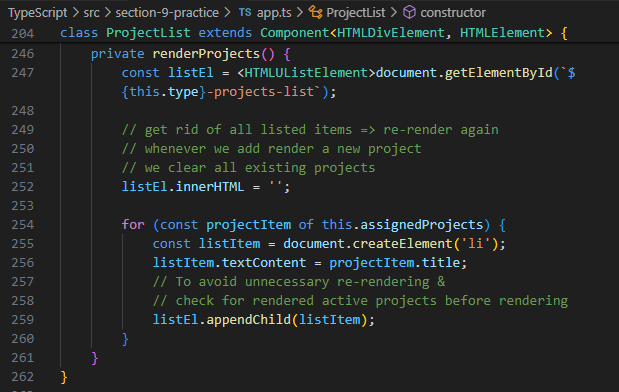 TypeScript > src > section-9-practice > TS app.ts > ProjectList > constructor
204 class ProjectList extends Component<HTMLDivElement, HTMLElement> {
246 private renderProjects() {
247 const listEl = <HTMLUListElement>document.getElementById(`$
{this.type}-projects-list`);
248
249 // get rid of all listed items => re-render again
250 // whenever we add render a new project
251 // we clear all existing projects
252 listEl.innerHTML = '';
253
254 for (const projectItem of this.assignedProjects) {
255 const listItem = document.createElement('li');
256 listItem.textContent = projectItem.title;
257 // To avoid unnecessary re-rendering &
258 // check for rendered active projects before rendering
259 listEl.appendChild(listItem);
260 }
261 }
262 }